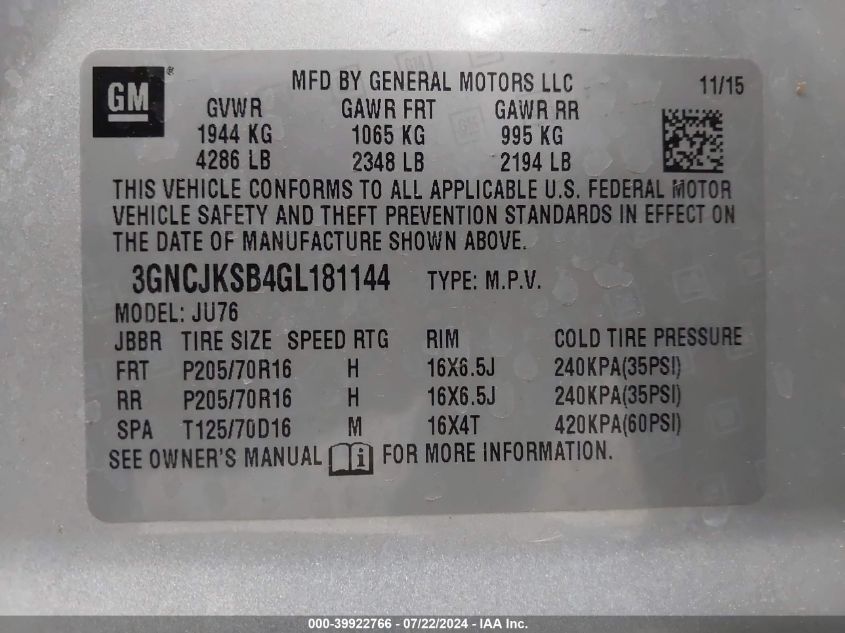 GM ® MFD BY GENERAL MOTORS LLC 11/15
GVWR GAWR FRT GAWR RR
1944 KG 1065 KG 995 KG
4286 LB 2348 LB 2194 LB
THIS VEHICLE CONFORMS TO ALL APPLICABLE U.S. FEDERAL MOTOR
VEHICLE SAFETY AND THEFT PREVENTION STANDARDS IN EFFECT ON
THE DATE OF MANUFACTURE SHOWN ABOVE.
3GNCJKSB4GL181144 TYPE: M.P.V.
MODEL: JU76
JBBR TIRE SIZE SPEED RTG RIM COLD TIRE PRESSURE
FRT P205/70R16 H 16X6.5J 240KPA(35PSI)
RR P205/70R16 H 16X6.5J 240KPA(35PSI)
SPA T125/70D16 M 16X4T 420KPA(60PSI)
SEE OWNER'S MANUAL i FOR MORE INFORMATION.
000-39922766 - 07/22/2024 - IAA Inc.